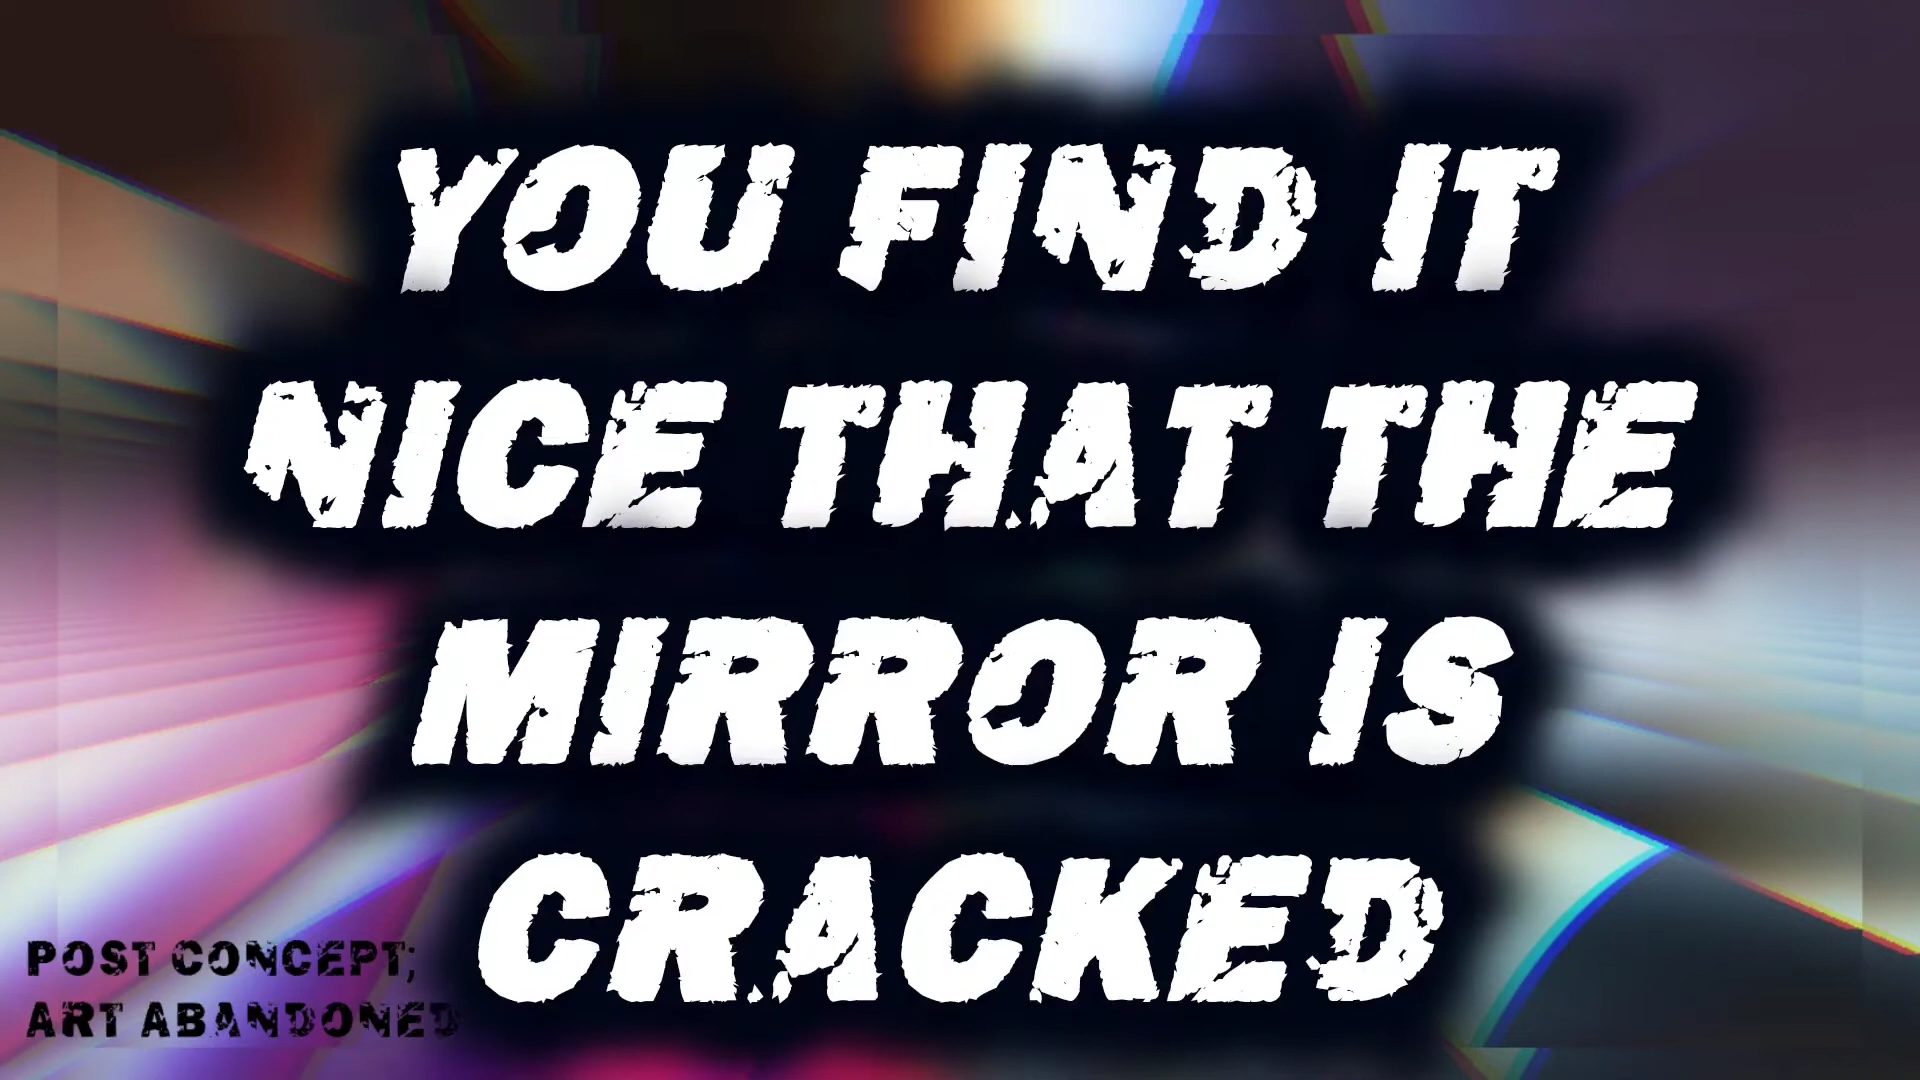 YOU FIND IT
NICE THAT THE
MIRROR IS
CRACKED
POST CONCEPT;
ART ABANDONED